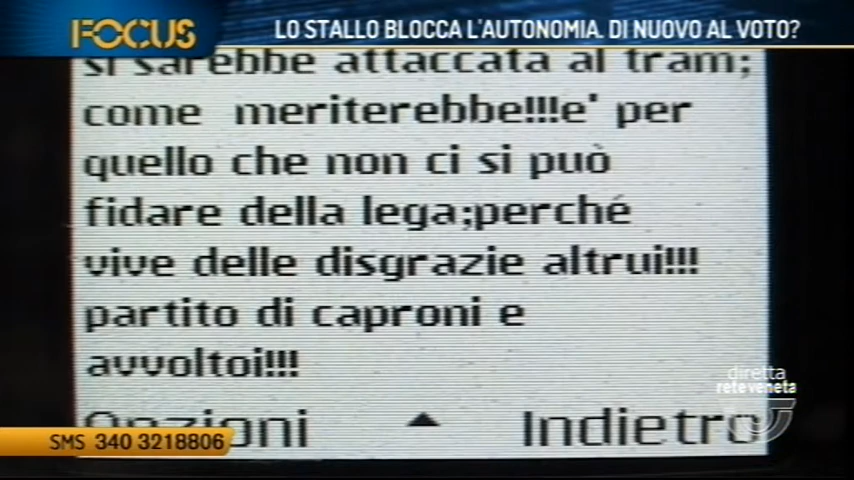 FOCUS
LO STALLO BLOCCA L'AUTONOMIA. DI NUOVO AL VOTO?
si sarebbe attaccata al tram;
come meriterebbe!!!e' per
quello che non ci si può
fidare della lega;perché
vive delle disgrazie altrui!!!
partito di caproni e
avvoltoi!!!
diretta
rete veneta
Opzioni Indietro
SMS 340 3218806